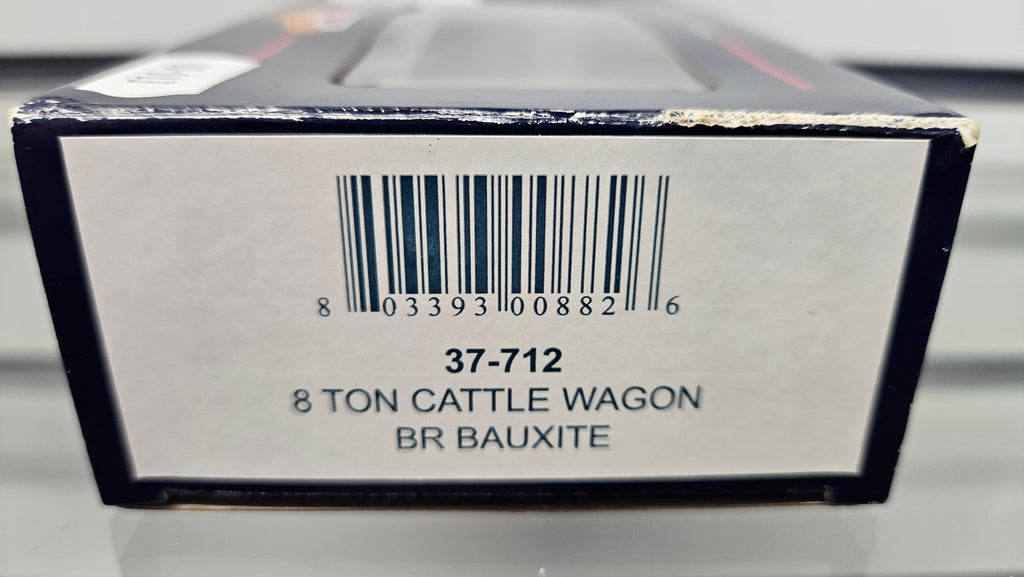 8 03393 00882 6
37-712
8 TON CATTLE WAGON
BR BAUXITE